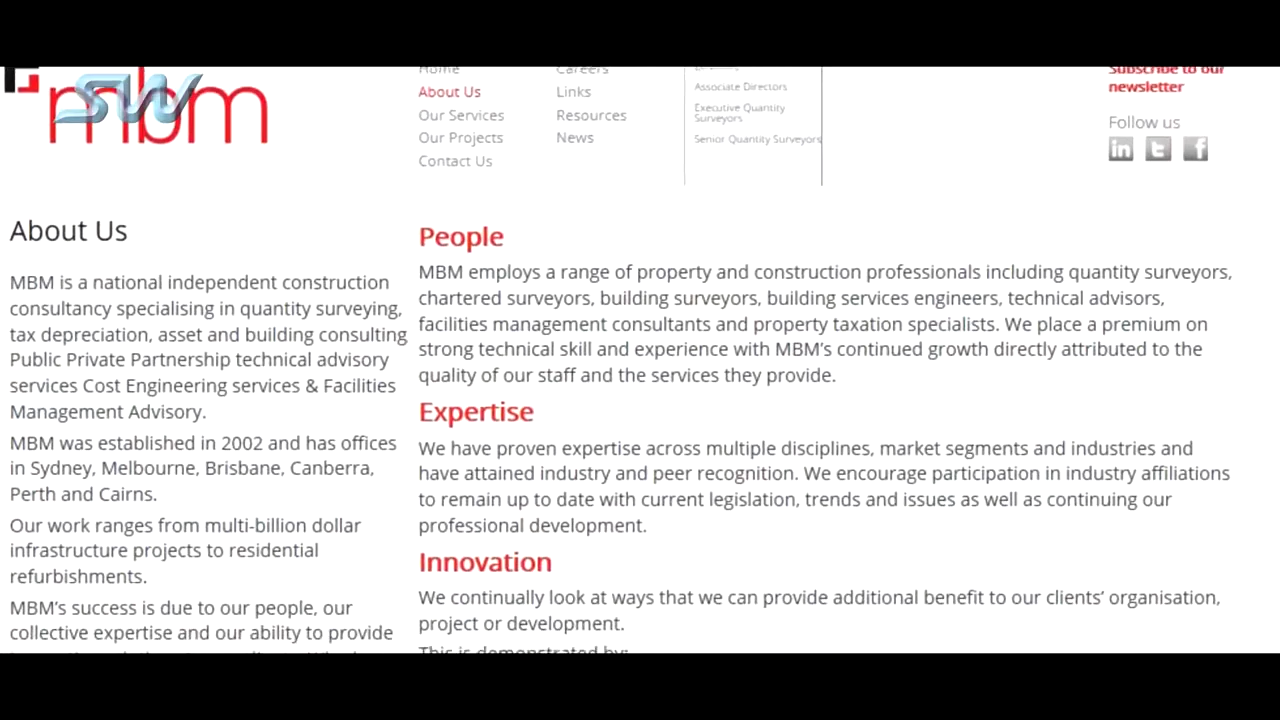 SW
mbm
Home
About Us
Our Services
Our Projects
Contact Us
Careers
Links
Resources
News
Associate Directors
Executive Quantity
Surveyors
Senior Quantity Surveyors
Subscribe to our
newsletter
Follow us
in
t
f
About Us
MBM is a national independent construction
consultancy specialising in quantity surveying,
tax depreciation, asset and building consulting
Public Private Partnership technical advisory
services Cost Engineering services & Facilities
Management Advisory.
MBM was established in 2002 and has offices
in Sydney, Melbourne, Brisbane, Canberra,
Perth and Cairns.
Our work ranges from multi-billion dollar
infrastructure projects to residential
refurbishments.
MBM’s success is due to our people, our
collective expertise and our ability to provide
People
MBM employs a range of property and construction professionals including quantity surveyors,
chartered surveyors, building surveyors, building services engineers, technical advisors,
facilities management consultants and property taxation specialists. We place a premium on
strong technical skill and experience with MBM’s continued growth directly attributed to the
quality of our staff and the services they provide.
Expertise
We have proven expertise across multiple disciplines, market segments and industries and
have attained industry and peer recognition. We encourage participation in industry affiliations
to remain up to date with current legislation, trends and issues as well as continuing our
professional development.
Innovation
We continually look at ways that we can provide additional benefit to our clients’ organisation,
project or development.
This is demonstrated by: